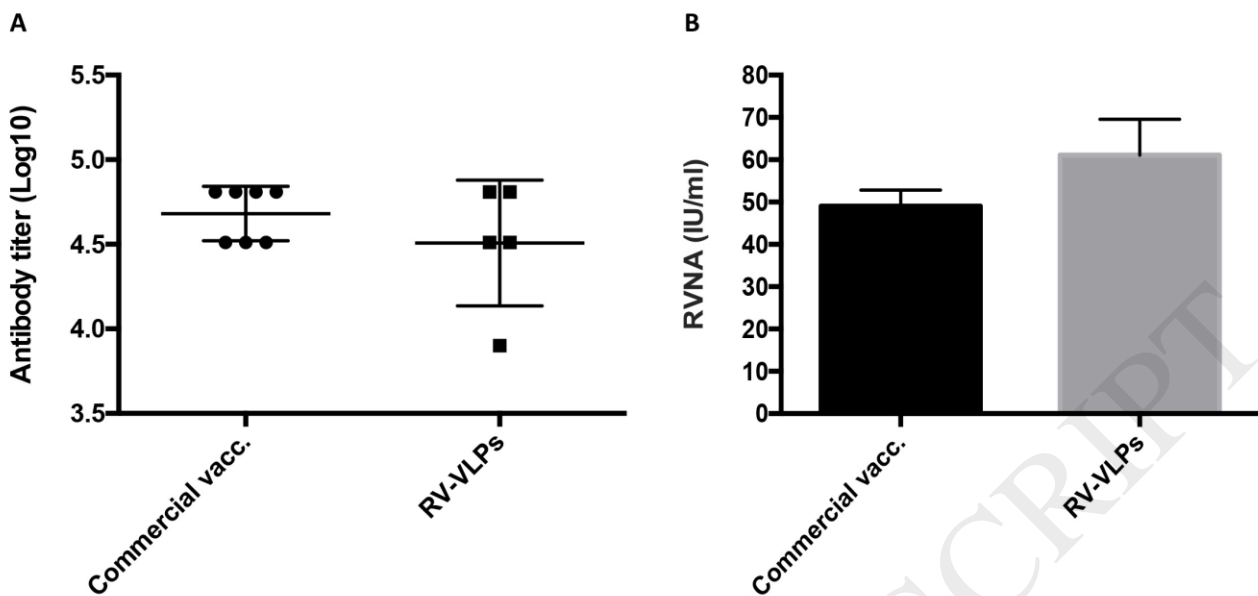 A
Antibody titer (Log10)
5.5
5.0
4.5
4.0
3.5
Commercial vacc.
RV-VLPs
B
RVNA (IU/ml)
80
70
60
50
40
30
20
10
0
Commercial vacc.
RV-VLPs
SCRIPT